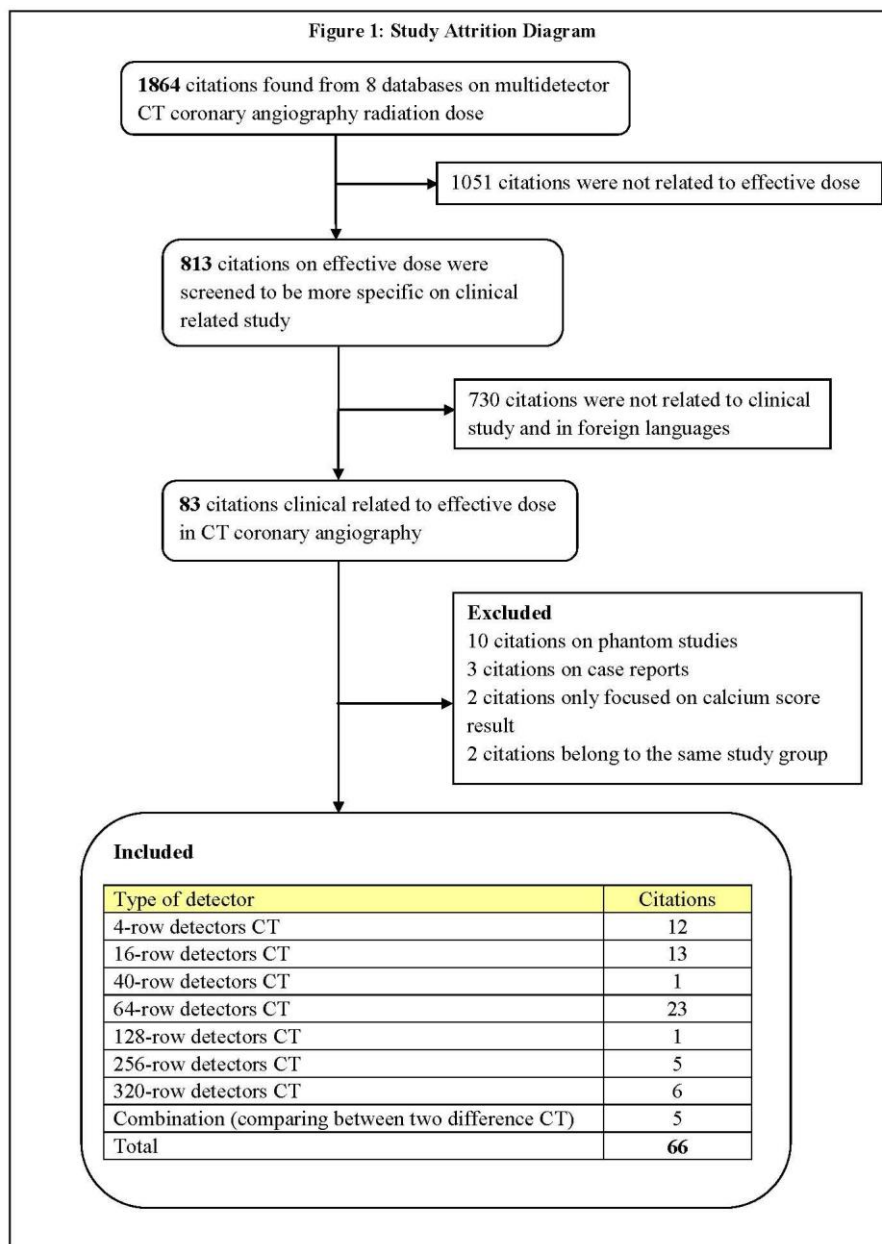 Figure 1: Study Attrition Diagram
1864 citations found from 8 databases on multidetector
CT coronary angiography radiation dose
1051 citations were not related to effective dose
813 citations on effective dose were
screened to be more specific on clinical
related study
730 citations were not related to clinical
study and in foreign languages
83 citations clinical related to effective dose
in CT coronary angiography
Excluded
10 citations on phantom studies
3 citations on case reports
2 citations only focused on calcium score
result
2 citations belong to the same study group
Included
Type of detector Citations
4-row detectors CT 12
16-row detectors CT 13
40-row detectors CT 1
64-row detectors CT 23
128-row detectors CT 1
256-row detectors CT 5
320-row detectors CT 6
Combination (comparing between two difference CT) 5
Total 66